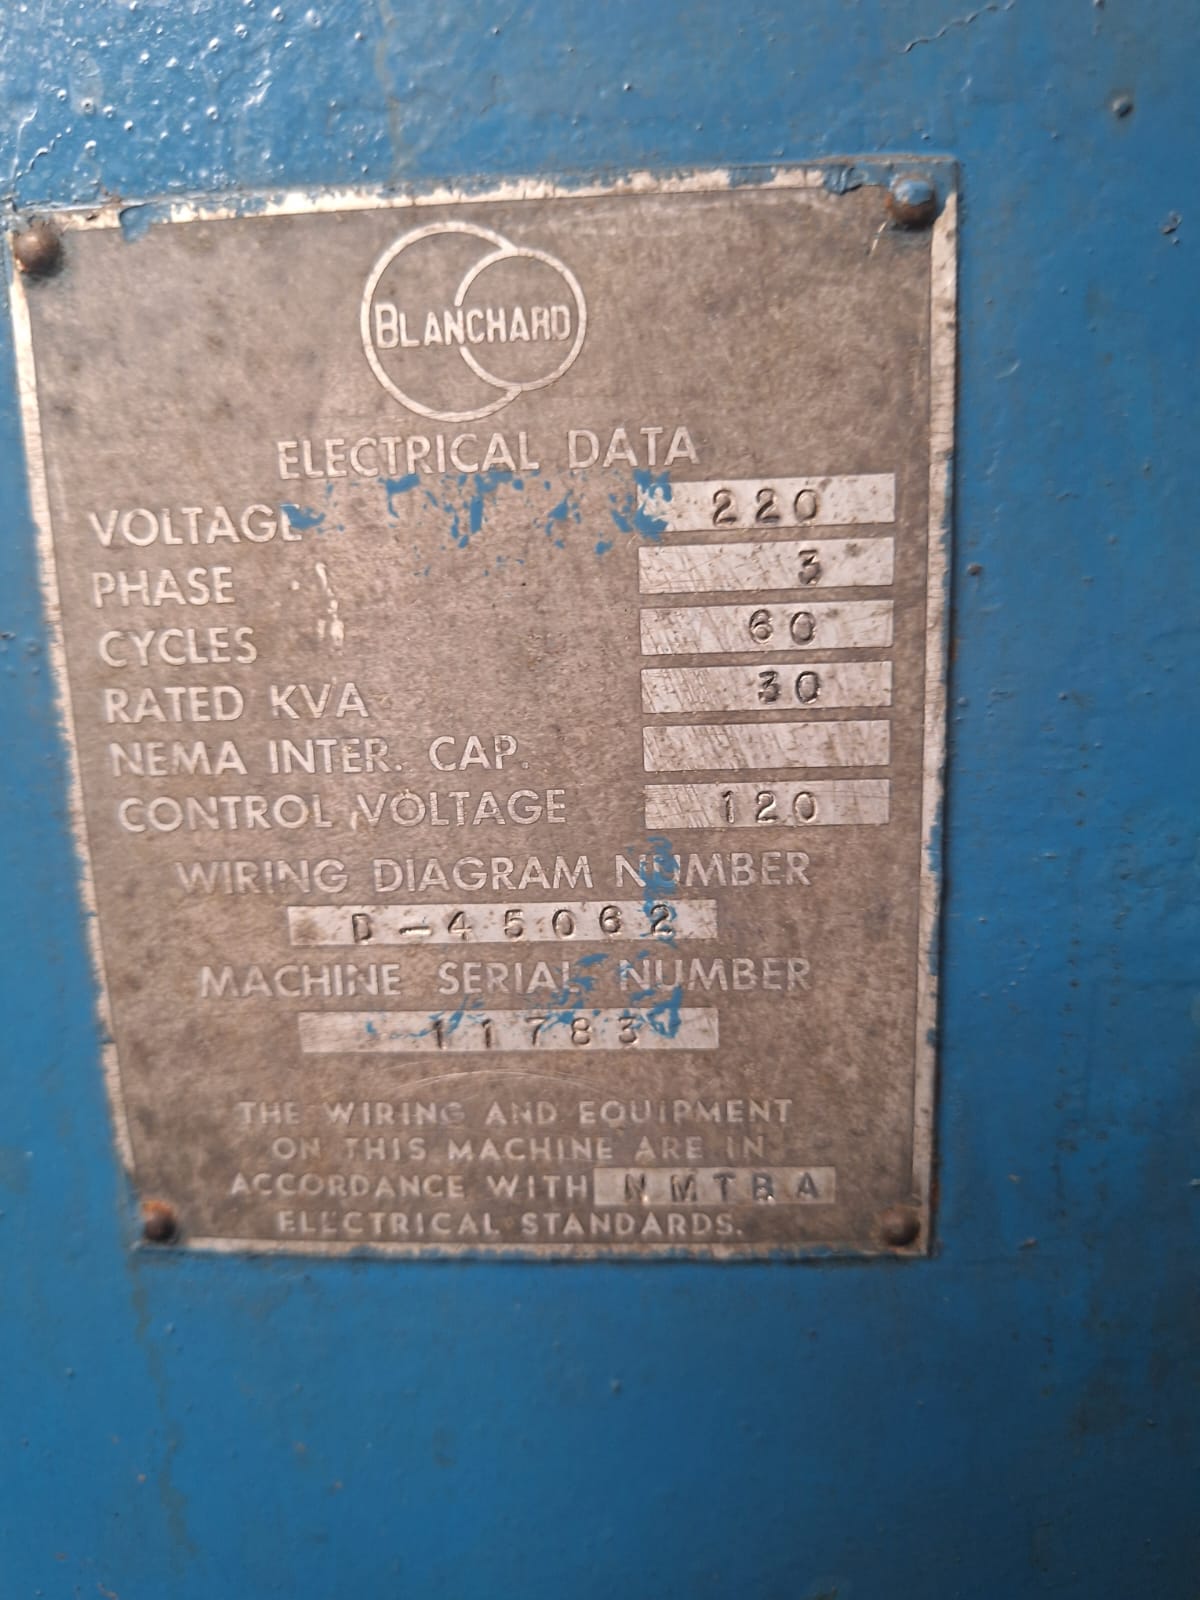 BLANCHARD
ELECTRICAL DATA
VOLTAGE 220
PHASE 3
CYCLES 60
RATED KVA 30
NEMA INTER. CAP.
CONTROL VOLTAGE 120
WIRING DIAGRAM NUMBER
D-45062
MACHINE SERIAL NUMBER
11783
THE WIRING AND EQUIPMENT
ON THIS MACHINE ARE IN
ACCORDANCE WITH NMTBA
ELECTRICAL STANDARDS.